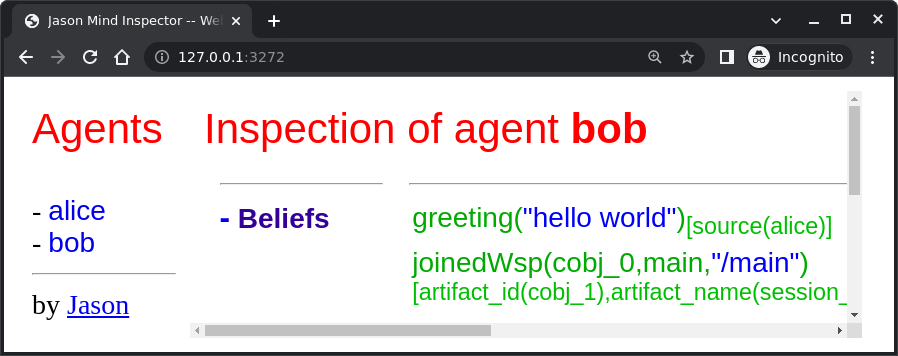 Jason Mind Inspector -- We
127.0.0.1:3272
Incognito
Agents
- alice
- bob
by Jason
Inspection of agent bob
- Beliefs
greeting("hello world")[source(alice)]
joinedWsp(cobj_0,main,"/main")
[artifact_id(cobj_1),artifact_name(session_